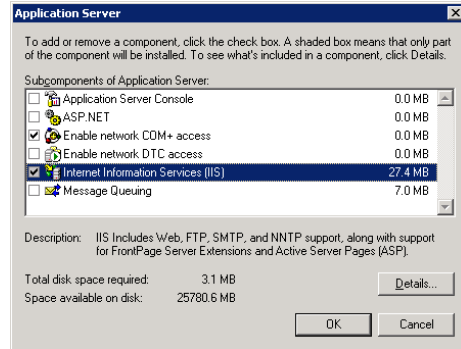 Application Server
To add or remove a component, click the check box. A shaded box means that only part
of the component will be installed. To see what's included in a component, click Details.
Subcomponents of Application Server:
Application Server Console 0.0 MB
ASP.NET 0.0 MB
Enable network COM+ access 0.0 MB
Enable network DTC access 0.0 MB
Internet Information Services (IIS) 27.4 MB
Message Queuing 7.0 MB
Description: IIS Includes Web, FTP, SMTP, and NNTP support, along with support
for FrontPage Server Extensions and Active Server Pages (ASP).
Total disk space required: 3.1 MB
Space available on disk: 25780.6 MB
Details...
OK Cancel